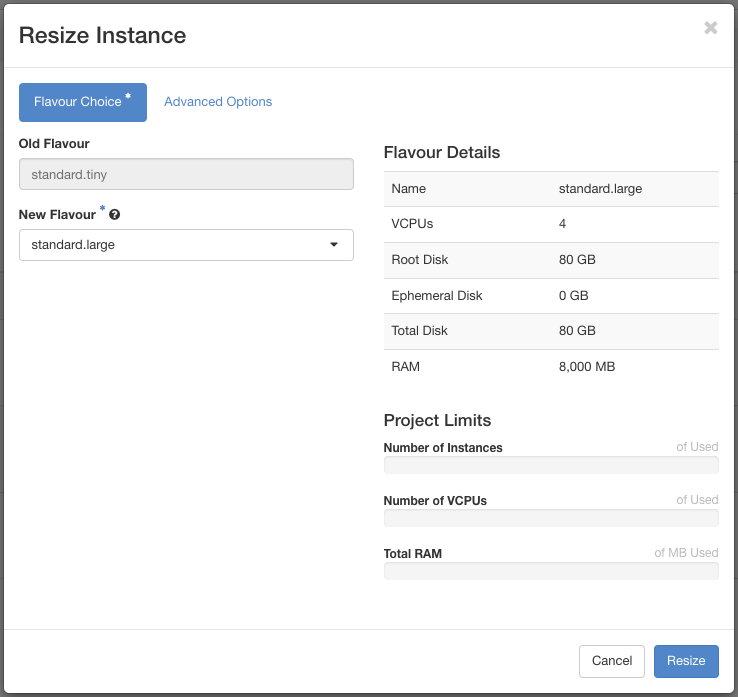 Resize Instance
×
Flavour Choice *
Advanced Options
Old Flavour
standard.tiny
New Flavour * ?
standard.large
Flavour Details
Name standard.large
VCPUs 4
Root Disk 80 GB
Ephemeral Disk 0 GB
Total Disk 80 GB
RAM 8,000 MB
Project Limits
Number of Instances of Used
Number of VCPUs of Used
Total RAM of MB Used
Cancel Resize